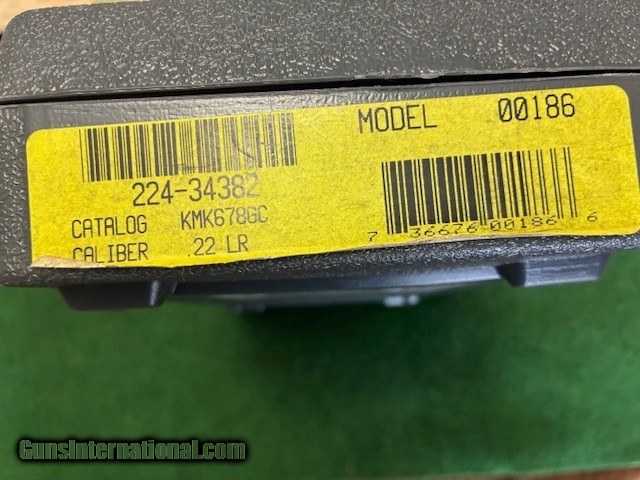 MODEL 00186
224-34382
CATALOG KMK678GC
CALIBER .22 LR
7 36676 00186 6
GunsInternational.com